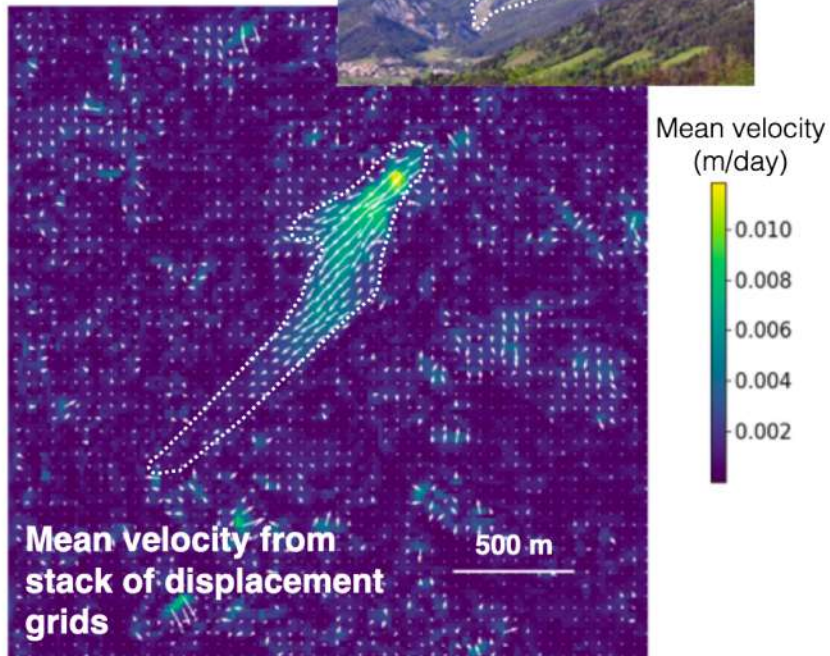 Mean velocity
(m/day)
0.010
0.008
0.006
0.004
0.002
Mean velocity from
stack of displacement
grids
500 m